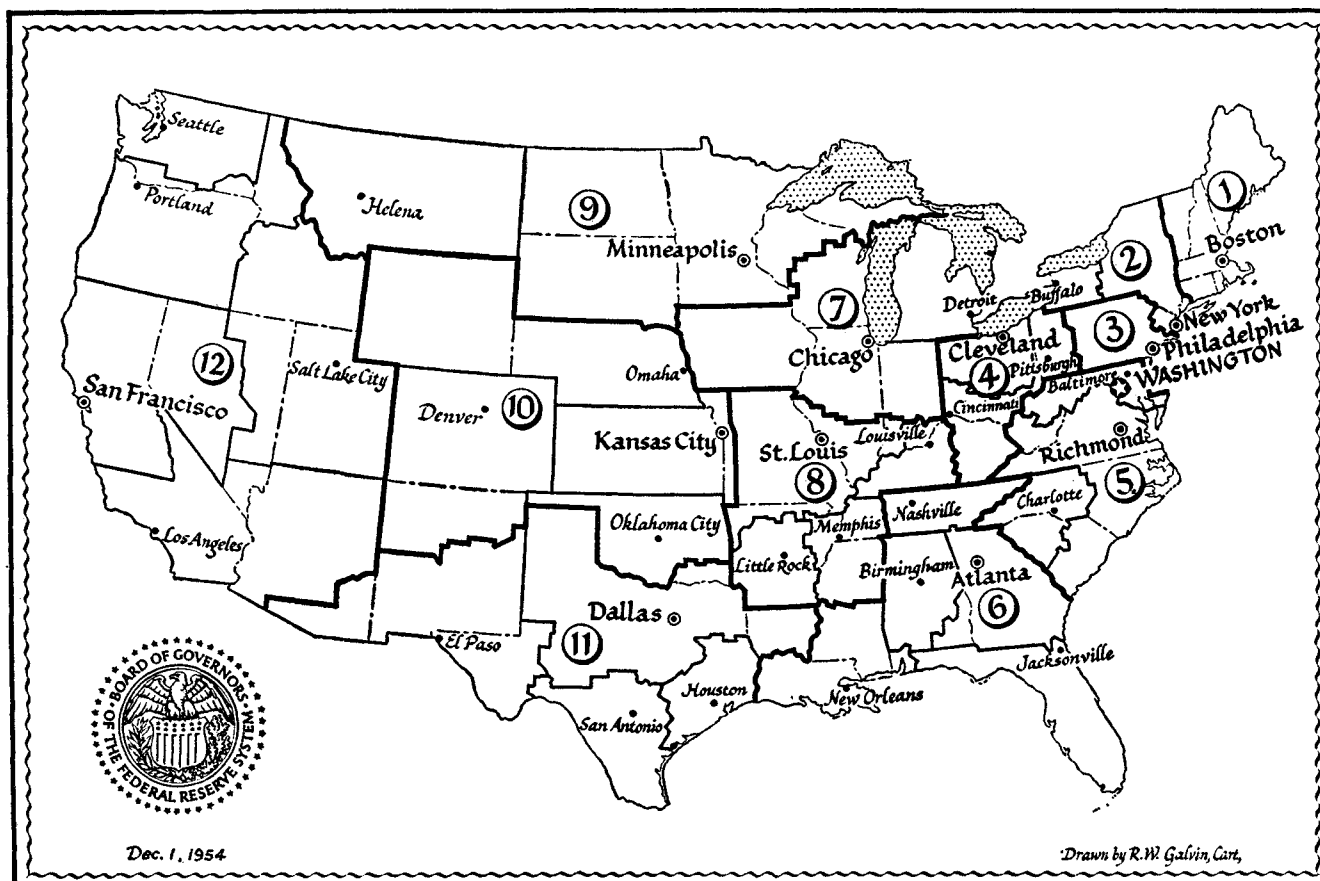 Seattle
Portland
Helena
9
Minneapolis
1
Boston
2
Detroit
Buffalo
7
Chicago
New York
3
Philadelphia
Cleveland
Pittsburgh
4
Baltimore
WASHINGTON
Cincinnati
12
Salt Lake City
San Francisco
Omaha
Denver
10
Kansas City
St. Louis
8
Louisville
Richmond
5
Charlotte
Nashville
Memphis
Los Angeles
Oklahoma City
Little Rock
Birmingham
Atlanta
6
Dallas
11
El Paso
Houston
San Antonio
New Orleans
Jacksonville
BOARD OF GOVERNORS
OF THE FEDERAL RESERVE SYSTEM
Dec. 1, 1954
Drawn by R.W. Galvin, Cart,